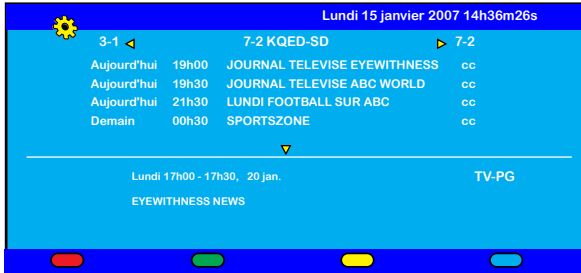 Lundi 15 janvier 2007 14h36m26s
3-1 7-2 KQED-SD 7-2
Aujourd'hui 19h00 JOURNAL TELEVISE EYEWITHNESS cc
Aujourd'hui 19h30 JOURNAL TELEVISE ABC WORLD cc
Aujourd'hui 21h30 LUNDI FOOTBALL SUR ABC cc
Demain 00h30 SPORTSZONE cc
Lundi 17h00 - 17h30, 20 jan. TV-PG
EYEWITHNESS NEWS